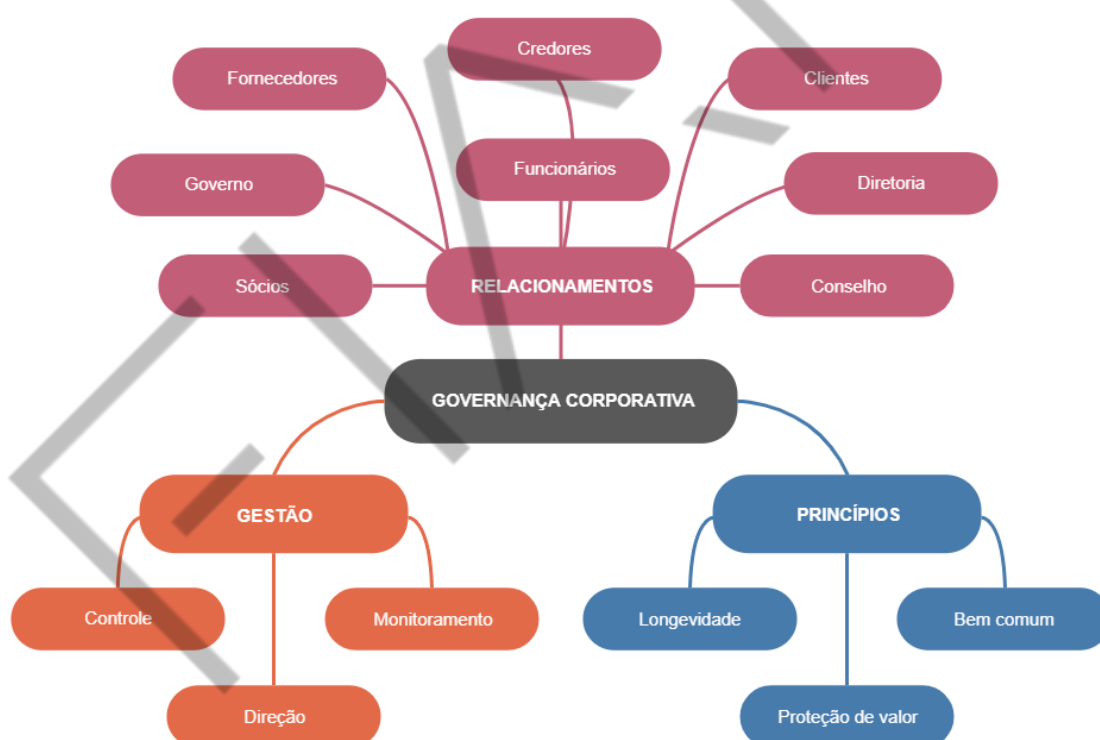 Credores
Fornecedores
Clientes
Funcionários
Governo
Diretoria
Sócios
RELACIONAMENTOS
Conselho
GOVERNANÇA CORPORATIVA
GESTÃO
PRINCÍPIOS
Controle
Monitoramento
Longevidade
Bem comum
Direção
Proteção de valor